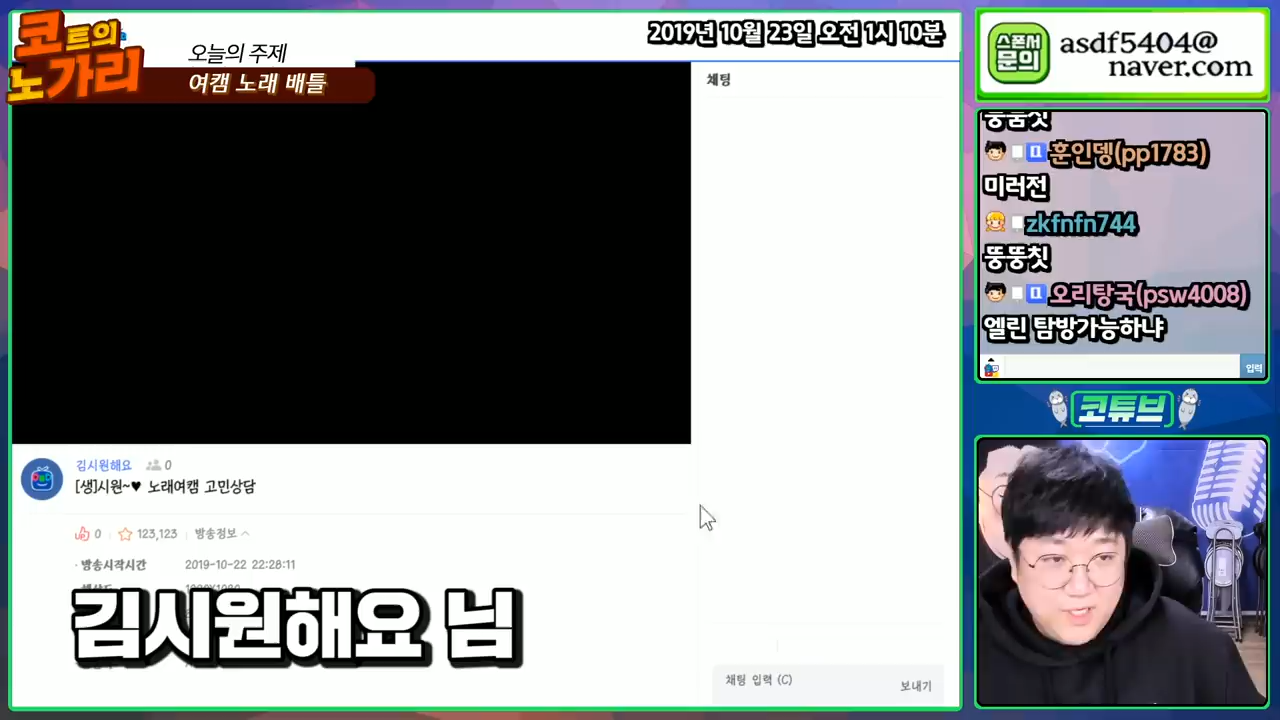 코트의
노가리
오늘의 주제
여캠 노래 배틀
2019년 10월 23일 오전 1시 10분
채팅
김시원해요 0
[생]시원~♥ 노래여캠 고민상담
0 123,123 방송정보
· 방송시작시간 2019-10-22 22:28:11
김시원해요 님
채팅 입력 (C)
보내기
스폰서
문의
asdf5404@
naver.com
훈인뎅(pp1783)
미러전
zkfnfn744
뚱뚱칫
오리탕국(psw4008)
엘린 탐방가능하냐
입력
코튜브